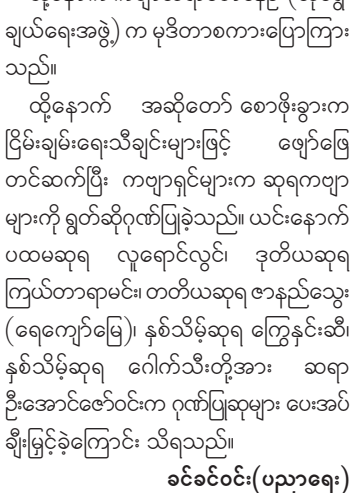 ချယ်ရေးအဖွဲ့) က မုဒိတာစကားပြောကြား
သည်။
ထို့နောက် အဆိုတော် စောဖိုးခွားက
ငြိမ်းချမ်းရေးသီချင်းများဖြင့် ဖျော်ဖြေ
တင်ဆက်ပြီး ကဗျာရှင်များက ဆုရကဗျာ
များကို ရွတ်ဆိုဂုဏ်ပြုခဲ့သည်။ ယင်းနောက်
ပထမဆုရ လူရောင်လွင်၊ ဒုတိယဆုရ
ကြယ်တာရာမင်း၊ တတိယဆုရ ဇာနည်သွေး
(ရေကျော်မြေ)၊ နှစ်သိမ့်ဆုရ ကြွေနှင်းဆီ၊
နှစ်သိမ့်ဆုရ ဂေါက်သီးတို့အား ဆရာ
ဦးအောင်ဇော်ဝင်းက ဂုဏ်ပြုဆုများ ပေးအပ်
ချီးမြှင့်ခဲ့ကြောင်း သိရသည်။
ခင်ခင်ဝင်း(ပညာရေး)